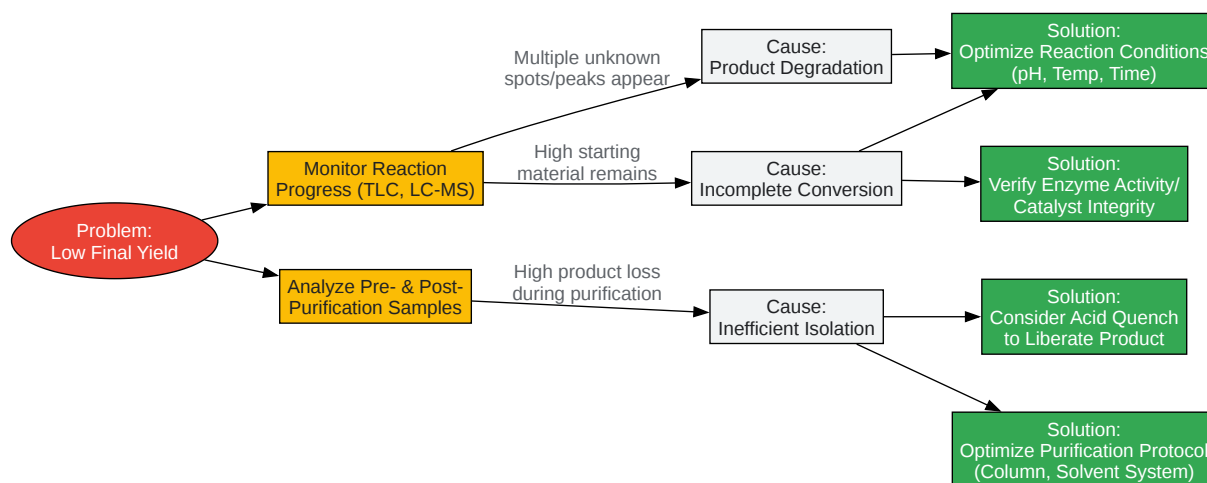 Problem:
Low Final Yield
Monitor Reaction
Progress (TLC, LC-MS)
Analyze Pre- & Post-
Purification Samples
Multiple unknown
spots/peaks appear
High starting
material remains
High product loss
during purification
Cause:
Product Degradation
Cause:
Incomplete Conversion
Cause:
Inefficient Isolation
Solution:
Optimize Reaction Conditions
(pH, Temp, Time)
Solution:
Verify Enzyme Activity/
Catalyst Integrity
Solution:
Consider Acid Quench
to Liberate Product
Solution:
Optimize Purification Protocol
(Column, Solvent System)